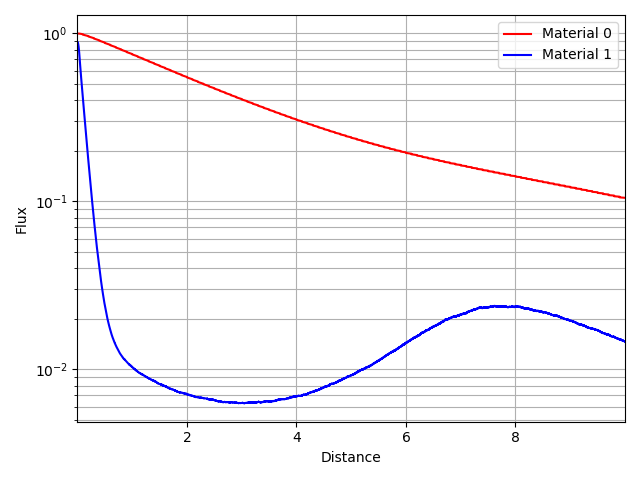 Material 0
Material 1
10⁰
10⁻¹
10⁻²
Flux
2 4 6 8
Distance